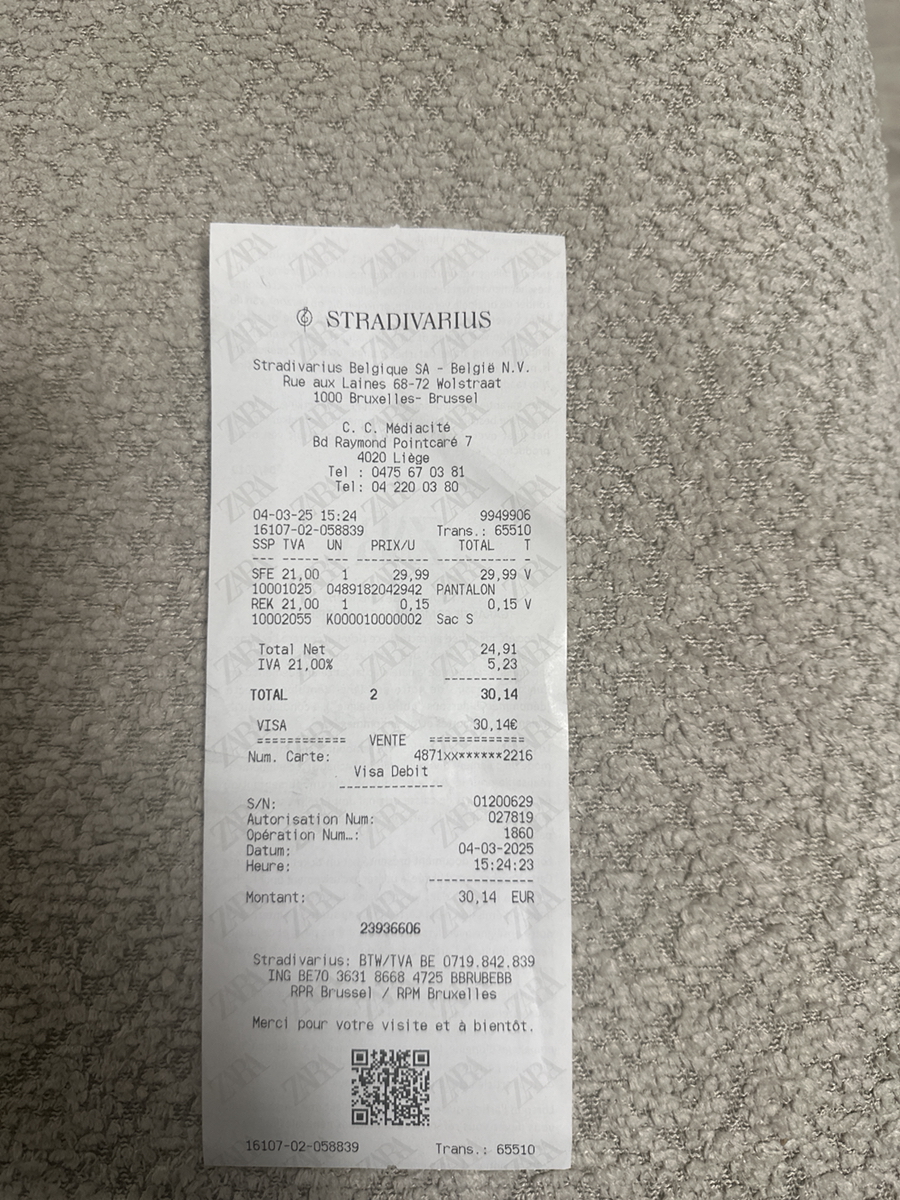 STRADIVARIUS
Stradivarius Belgique SA - België N.V.
Rue aux Laines 68-72 Wolstraat
1000 Bruxelles- Brussel
C. C. Médiacité
Bd Raymond Pointcaré 7
4020 Liège
Tel : 0475 67 03 81
Tel: 04 220 03 80
04-03-25 15:24 9949906
16107-02-058839 Trans.: 65510
SSP TVA UN PRIX/U TOTAL T
--- ----- --- ---------- ----------- -
SFE 21,00 1 29,99 29,99 V
10001025 0489182042942 PANTALON
REK 21,00 1 0,15 0,15 V
10002055 K000010000002 Sac S
Total Net 24,91
IVA 21,00% 5,23
----------
TOTAL 2 30,14
VISA 30,14€
============ VENTE =============
Num. Carte: 4871xx******2216
Visa Debit
--------------
S/N: 01200629
Autorisation Num: 027819
Opération Num…: 1860
Datum: 04-03-2025
Heure: 15:24:23
--------------
Montant: 30,14 EUR
23936606
Stradivarius: BTW/TVA BE 0719.842.839
ING BE70 3631 8668 4725 BBRUBEBB
RPR Brussel / RPM Bruxelles
Merci pour votre visite et à bientôt.
16107-02-058839 Trans.: 65510